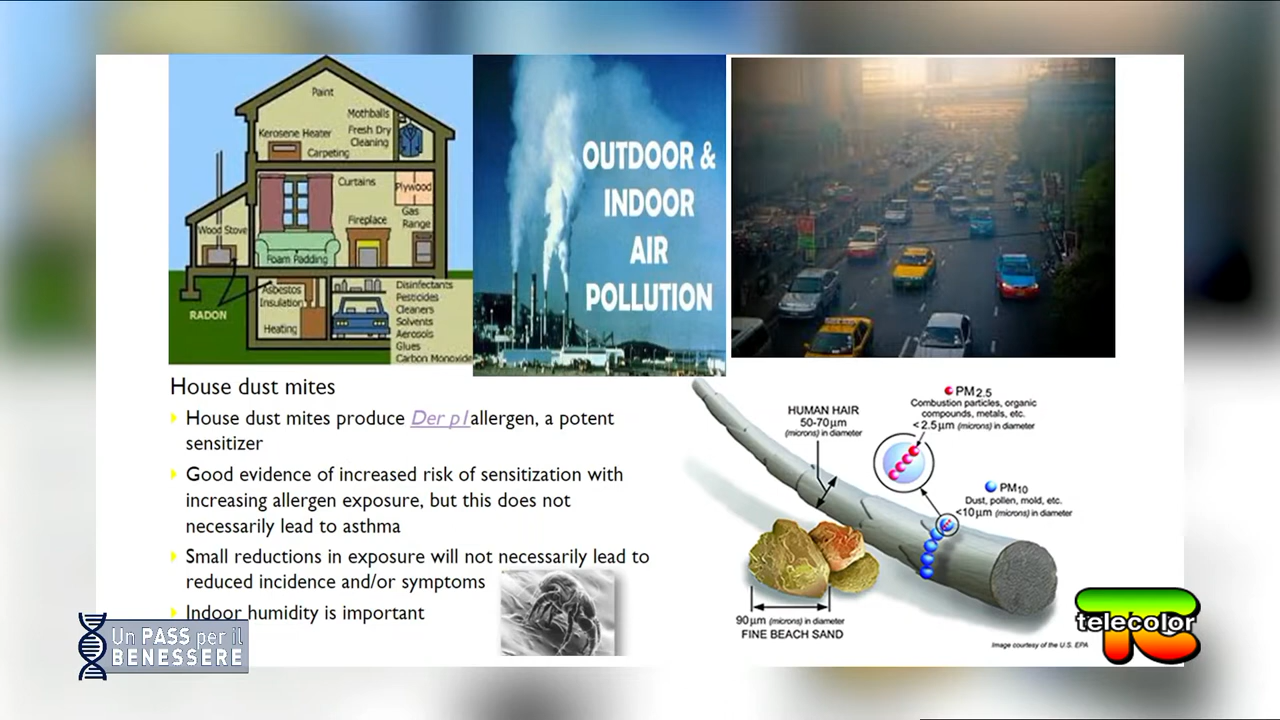 Paint
Mothballs
Kerosene Heater
Fresh Dry
Cleaning
Carpeting
Curtains
Plywood
Gas
Range
Fireplace
Wood Stove
Foam Padding
Asbestos
Insulation
RADON
Heating
Disinfectants
Pesticides
Cleaners
Solvents
Aerosols
Glues
Carbon Monoxide
OUTDOOR &
INDOOR
AIR
POLLUTION
House dust mites
House dust mites produce Der p1 allergen, a potent
sensitizer
Good evidence of increased risk of sensitization with
increasing allergen exposure, but this does not
necessarily lead to asthma
Small reductions in exposure will not necessarily lead to
reduced incidence and/or symptoms
Indoor humidity is important
HUMAN HAIR
50-70μm
(microns) in diameter
PM2.5
Combustion particles, organic
compounds, metals, etc.
<2.5μm (microns) in diameter
PM10
Dust, pollen, mold, etc.
<10μm (microns) in diameter
90μm (microns) in diameter
FINE BEACH SAND
Image courtesy of the U.S. EPA
Un PASS per il
BENESSERE
telecolor